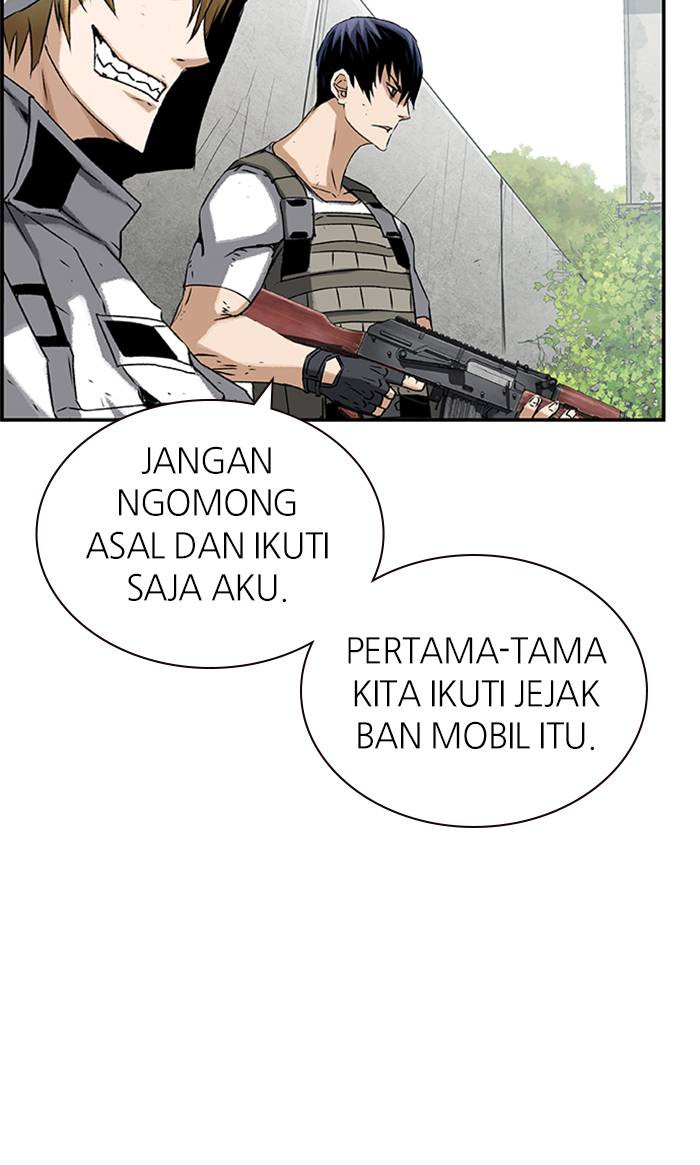 JANGAN
NGOMONG
ASAL DAN IKUTI
SAJA AKU.
PERTAMA-TAMA
KITA IKUTI JEJAK
BAN MOBIL ITU.